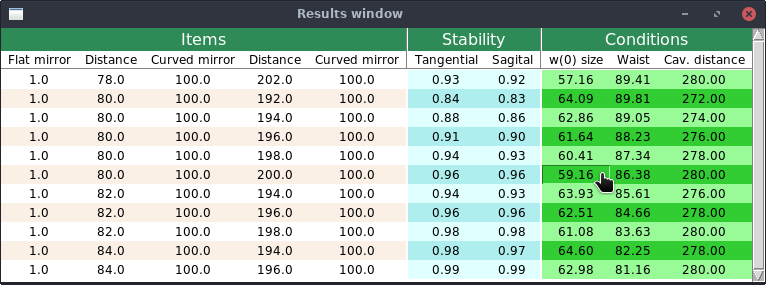 Results window
Items Stability Conditions
Flat mirror Distance Curved mirror Distance Curved mirror Tangential Sagital w(0) size Waist Cav. distance
1.0 78.0 100.0 202.0 100.0 0.93 0.92 57.16 89.41 280.00
1.0 80.0 100.0 192.0 100.0 0.84 0.83 64.09 89.81 272.00
1.0 80.0 100.0 194.0 100.0 0.88 0.86 62.86 89.05 274.00
1.0 80.0 100.0 196.0 100.0 0.91 0.90 61.64 88.23 276.00
1.0 80.0 100.0 198.0 100.0 0.94 0.93 60.41 87.34 278.00
1.0 80.0 100.0 200.0 100.0 0.96 0.96 59.16 86.38 280.00
1.0 82.0 100.0 194.0 100.0 0.94 0.93 63.93 85.61 276.00
1.0 82.0 100.0 196.0 100.0 0.96 0.96 62.51 84.66 278.00
1.0 82.0 100.0 198.0 100.0 0.98 0.98 61.08 83.63 280.00
1.0 84.0 100.0 194.0 100.0 0.98 0.97 64.60 82.25 278.00
1.0 84.0 100.0 196.0 100.0 0.99 0.99 62.98 81.16 280.00